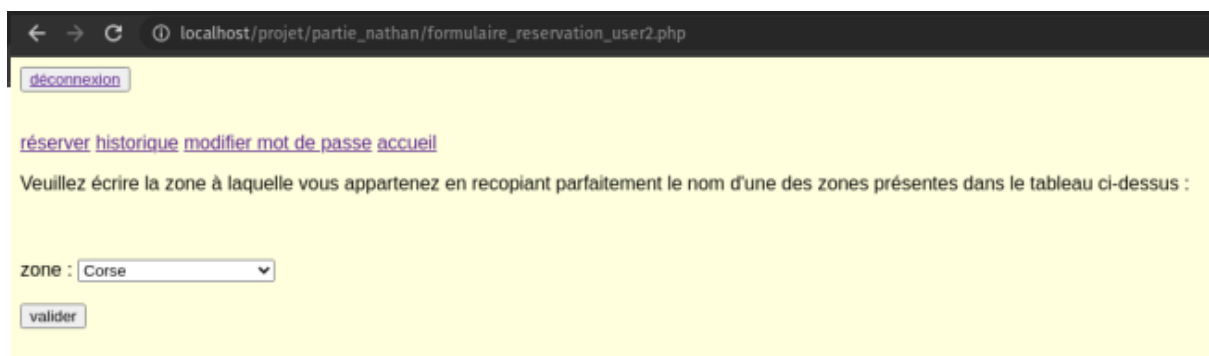 localhost/projet/partie_nathan/formulaire_reservation_user2.php
déconnexion
réserver historique modifier mot de passe accueil
Veuillez écrire la zone à laquelle vous appartenez en recopiant parfaitement le nom d'une des zones présentes dans le tableau ci-dessus :
zone : Corse
valider